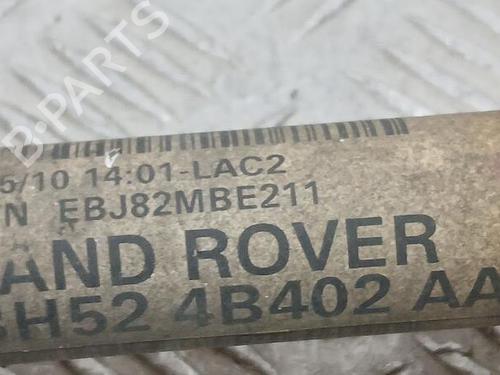 B-PARTS
5/10 14:01-LAC2
N EBJ82MBE211
AND ROVER
H52 4B402 AA